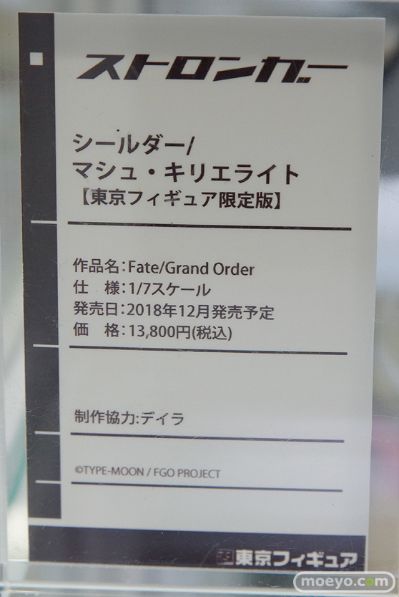 ストロンガー
シールダー/
マシュ・キリエライト
【東京フィギュア限定版】
作品名:Fate/Grand Order
仕　様:1/7スケール
発売日:2018年12月発売予定
価　格:13,800円(税込)
制作協力:デイラ
©TYPE-MOON / FGO PROJECT
東京フィギュア
moeyo.com